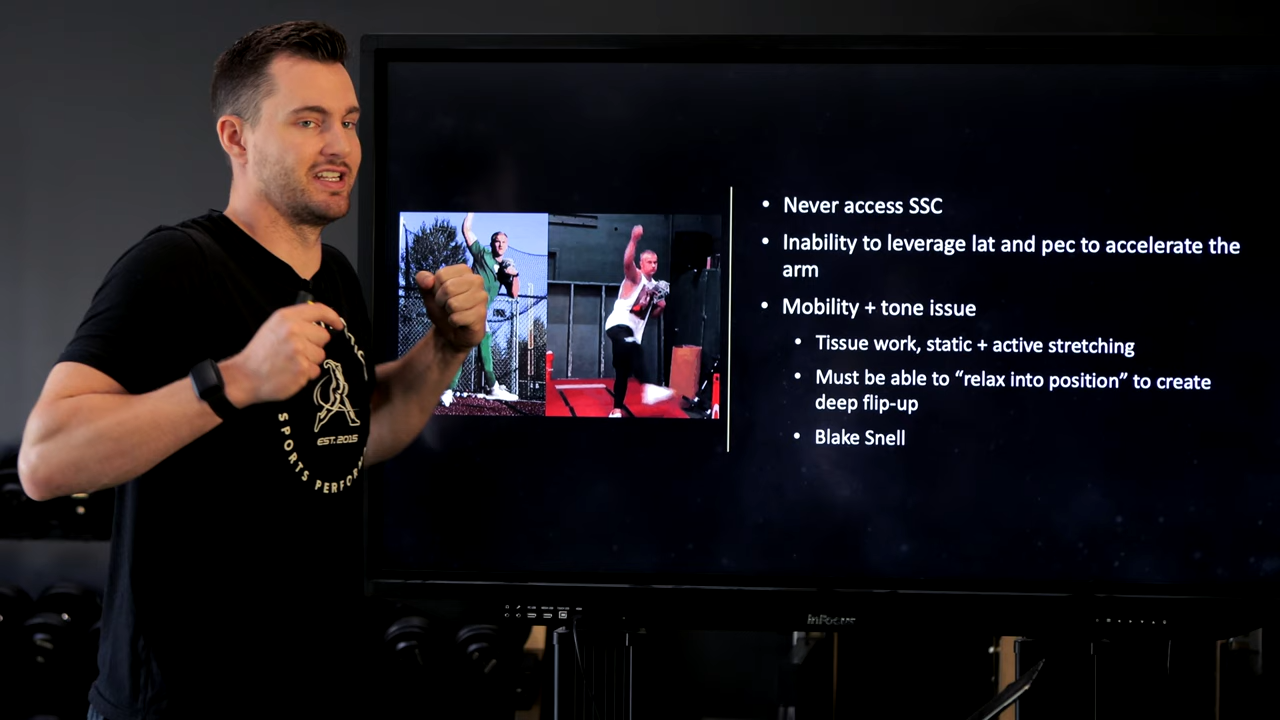 • Never access SSC
• Inability to leverage lat and pec to accelerate the
arm
• Mobility + tone issue
• Tissue work, static + active stretching
• Must be able to “relax into position” to create
deep flip-up
• Blake Snell
EST. 2015
SPORTS PERFOR
InFocus